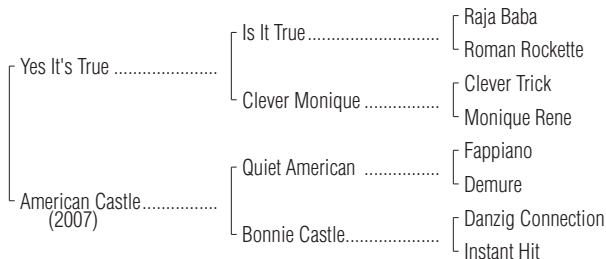 Raja Baba
Is It True
Roman Rockette
Yes It's True
Clever Trick
Clever Monique
Monique Rene
Fappiano
Quiet American
Demure
American Castle
(2007)
Danzig Connection
Bonnie Castle
Instant Hit